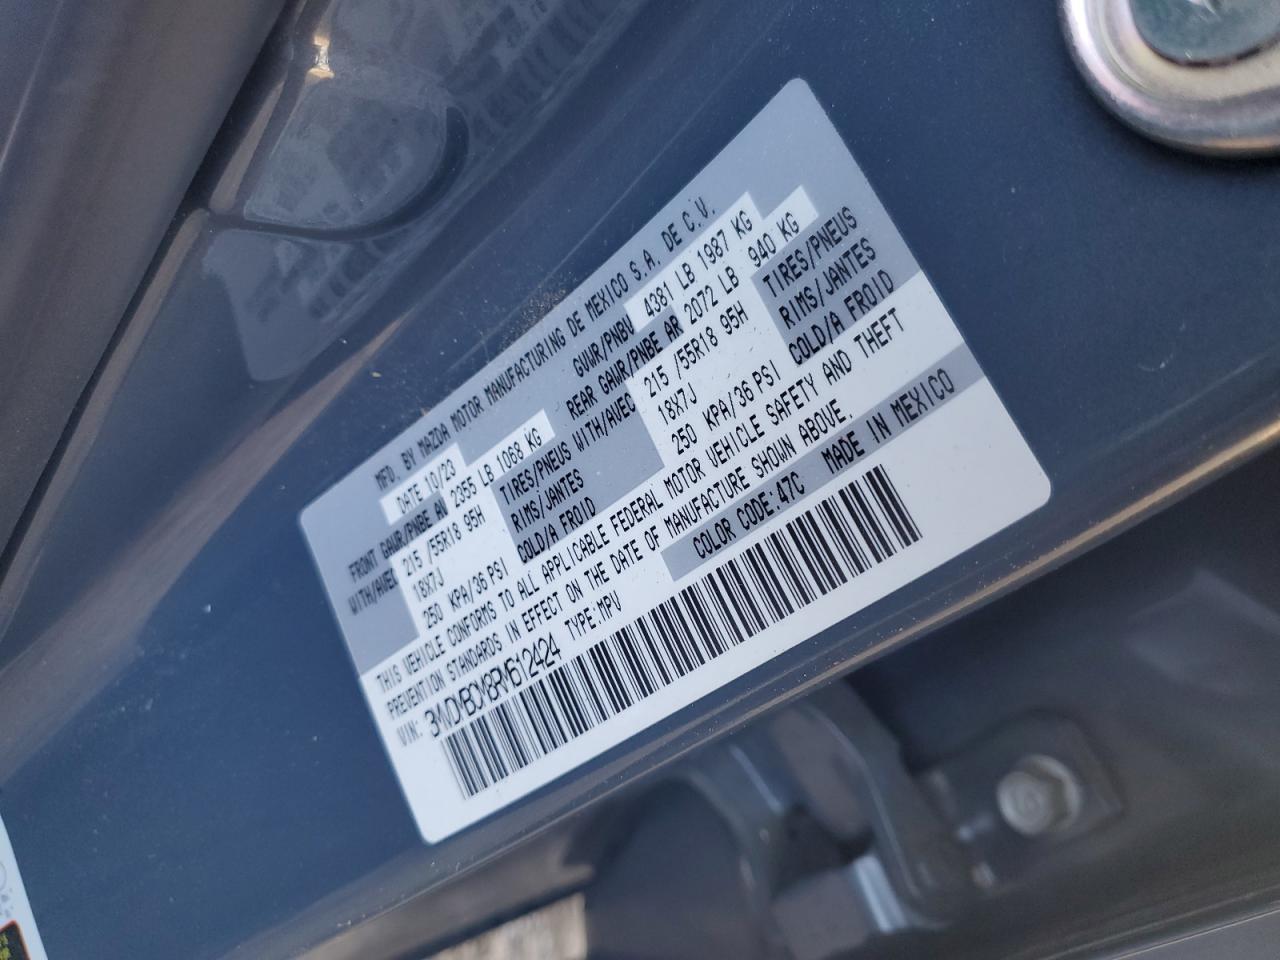 MFD. BY MAZDA MOTOR MANUFACTURING DE MEXICO S.A. DE C.V.
DATE 10/23 GVWR/PNBV 4381 LB 1987 KG
FRONT GAWR/PNBE AV 2355 LB 1068 KG REAR GAWR/PNBE AR 2072 LB 940 KG
WITH/AVEC 215 /55R18 95H TIRES/PNEUS WITH/AVEC 215 /55R18 95H TIRES/PNEUS
18X7J RIMS/JANTES 18X7J RIMS/JANTES
250 KPA/36 PSI COLD/A FROID 250 KPA/36 PSI COLD/A FROID
THIS VEHICLE CONFORMS TO ALL APPLICABLE FEDERAL MOTOR VEHICLE SAFETY AND THEFT
PREVENTION STANDARDS IN EFFECT ON THE DATE OF MANUFACTURE SHOWN ABOVE.
VIN: 3MVDMBCM8RM612424 TYPE:MPV COLOR CODE:47C MADE IN MEXICO